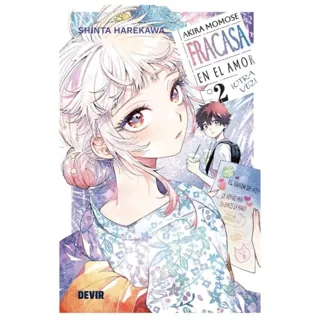 SHINTA HAREKAWA
AKIRA MOMOSE
FRACASA
EN EL AMOR
2
¡OTRA
VEZ!
DEVIR